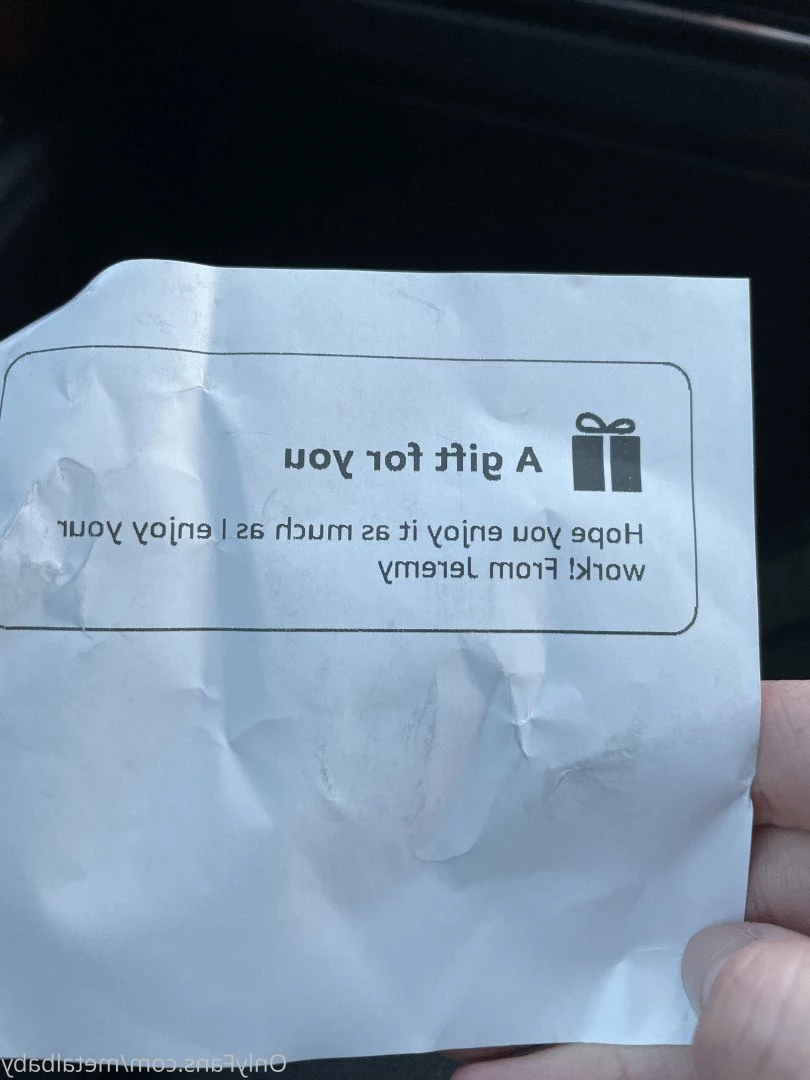 A gift for you
Hope you enjoy it as much as I enjoy your
work! From Jeremy
OnlyFans.com/metalbaby